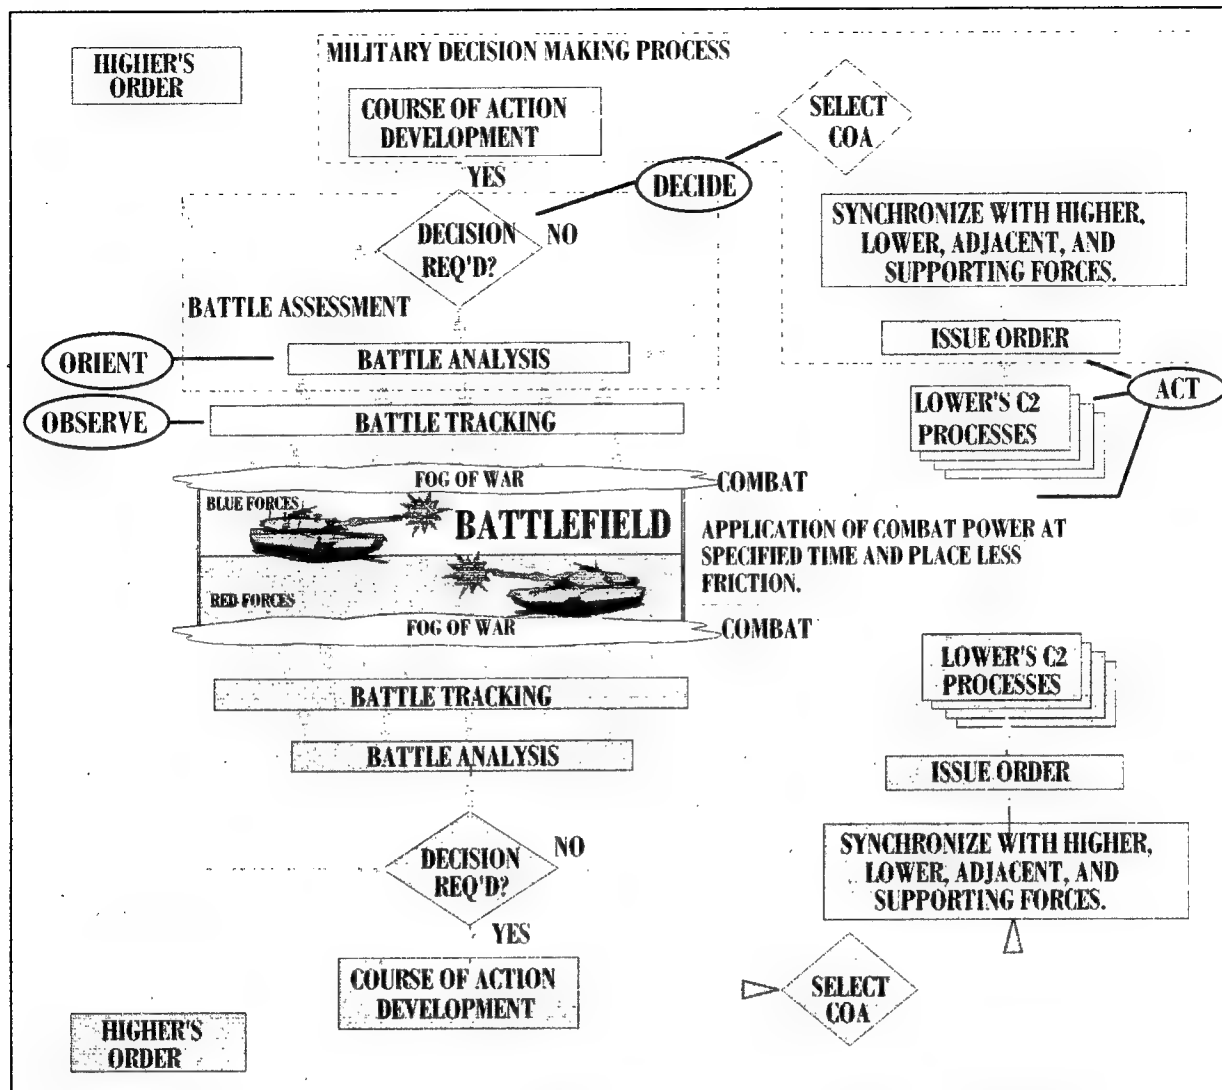 HIGHER'S
ORDER
MILITARY DECISION MAKING PROCESS
COURSE OF ACTION
DEVELOPMENT
SELECT
COA
YES
DECIDE
DECISION
REQ'D?
NO
SYNCHRONIZE WITH HIGHER,
LOWER, ADJACENT, AND
SUPPORTING FORCES.
BATTLE ASSESSMENT
ISSUE ORDER
ORIENT
BATTLE ANALYSIS
ACT
OBSERVE
BATTLE TRACKING
LOWER'S C2
PROCESSES
FOG OF WAR
COMBAT
BLUE FORCES
BATTLEFIELD
APPLICATION OF COMBAT POWER AT
SPECIFIED TIME AND PLACE LESS
FRICTION.
RED FORCES
FOG OF WAR
COMBAT
LOWER'S C2
PROCESSES
BATTLE TRACKING
BATTLE ANALYSIS
ISSUE ORDER
DECISION
REQ'D?
NO
SYNCHRONIZE WITH HIGHER,
LOWER, ADJACENT, AND
SUPPORTING FORCES.
YES
COURSE OF ACTION
DEVELOPMENT
SELECT
COA
HIGHER'S
ORDER